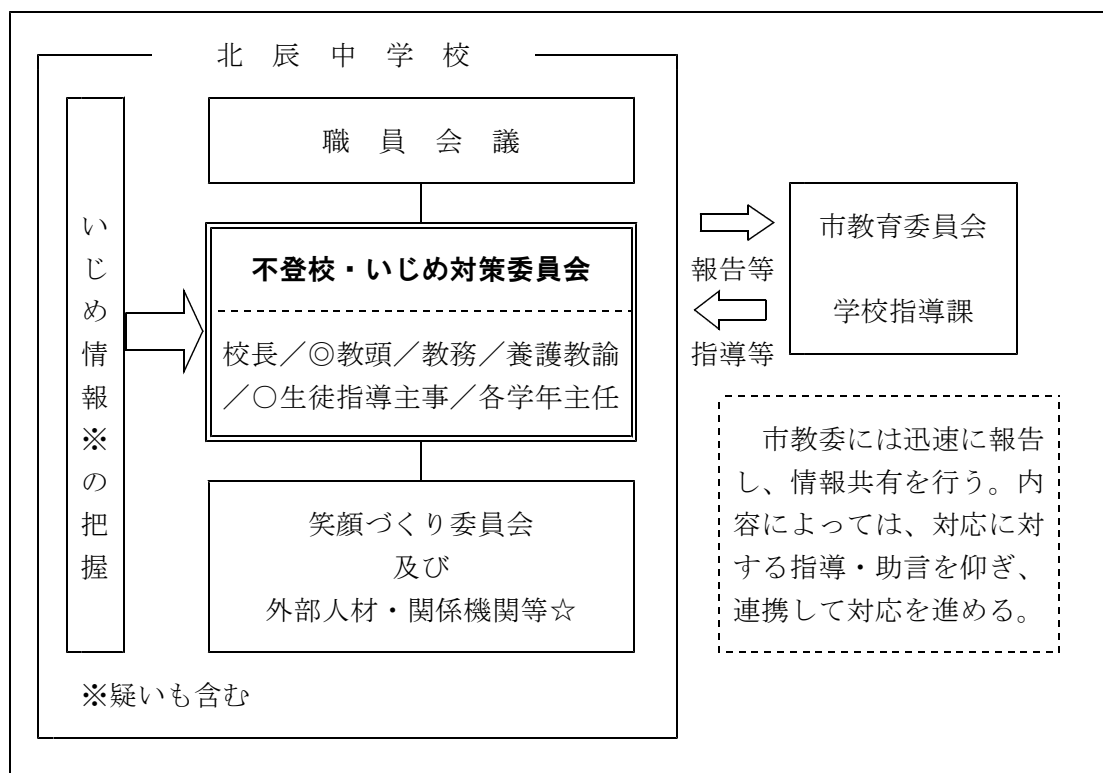 北辰中学校
いじめ情報※の把握
職員会議
不登校・いじめ対策委員会
校長／◎教頭／教務／養護教諭
／○生徒指導主事／各学年主任
笑顔づくり委員会
及び
外部人材・関係機関等☆
※疑いも含む
報告等
指導等
市教育委員会
学校指導課
市教委には迅速に報告
し、情報共有を行う。内
容によっては、対応に対
する指導・助言を仰ぎ、
連携して対応を進める。